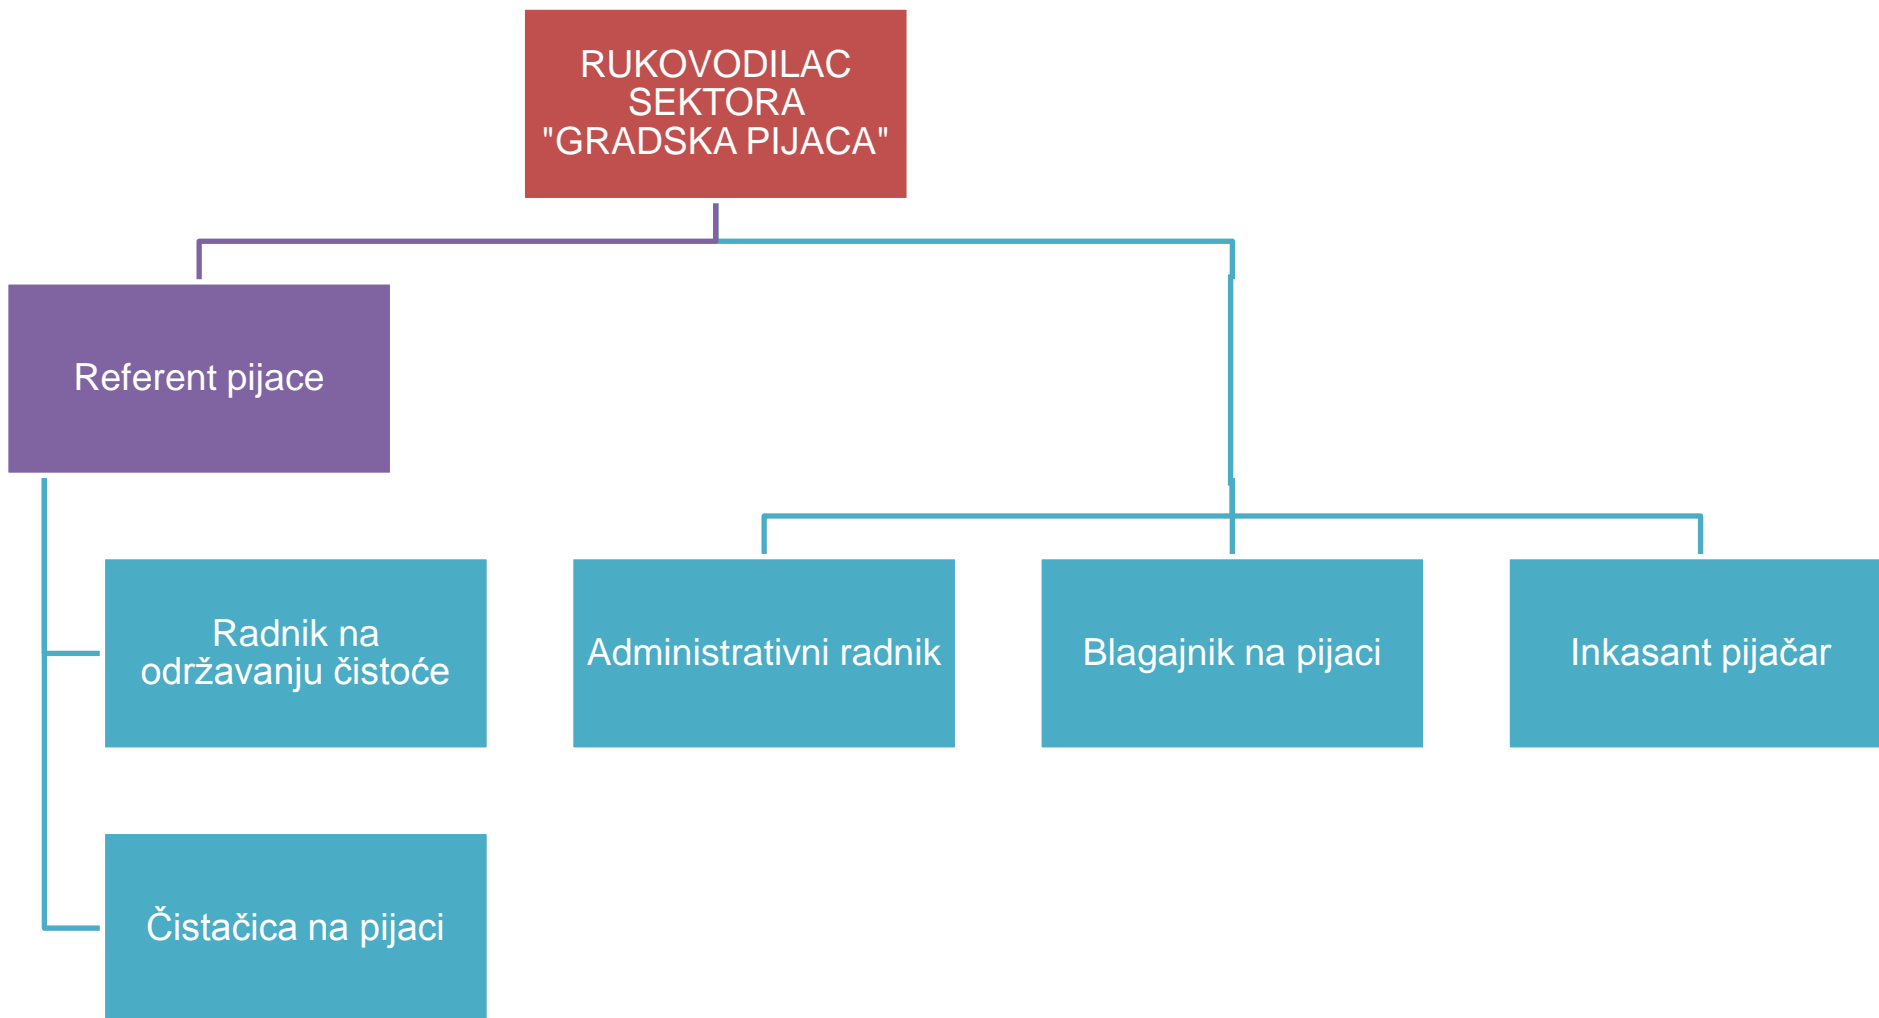 RUKOVODILAC
SEKTORA
"GRADSKA PIJACA"
Referent pijace
Radnik na
održavanju čistoće
Administrativni radnik
Blagajnik na pijaci
Inkasant pijačar
Čistačica na pijaci